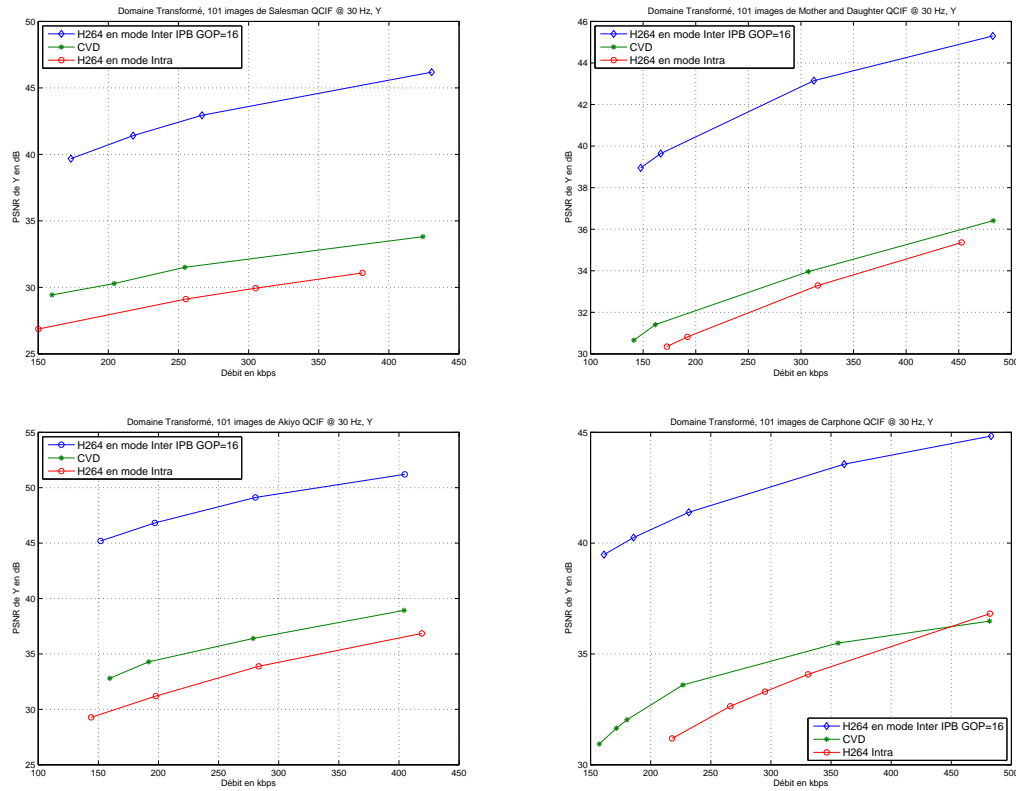 Domaine Transformé, 101 images de Salesman QCIF @ 30 Hz, Y
H264 en mode Inter IPB GOP=16
CVD
H264 en mode Intra
PSNR de Y en dB
50
45
40
35
30
25
150 200 250 300 350 400 450
Débit en kbps
Domaine Transformé, 101 images de Mother and Daughter QCIF @ 30 Hz, Y
H264 en mode Inter IPB GOP=16
CVD
H264 en mode Intra
PSNR de Y en dB
46
44
42
40
38
36
34
32
30
100 150 200 250 300 350 400 450 500
Débit en kbps
Domaine Transformé, 101 images de Akiyo QCIF @ 30 Hz, Y
H264 en mode Inter IPB GOP=16
CVD
H264 en mode Intra
PSNR de Y en dB
55
50
45
40
35
30
25
100 150 200 250 300 350 400 450
Débit en kbps
Domaine Transformé, 101 images de Carphone QCIF @ 30 Hz, Y
PSNR de Y en dB
45
40
35
30
H264 en mode Inter IPB GOP=16
CVD
H264 Intra
150 200 250 300 350 400 450 500
Débit en kbps